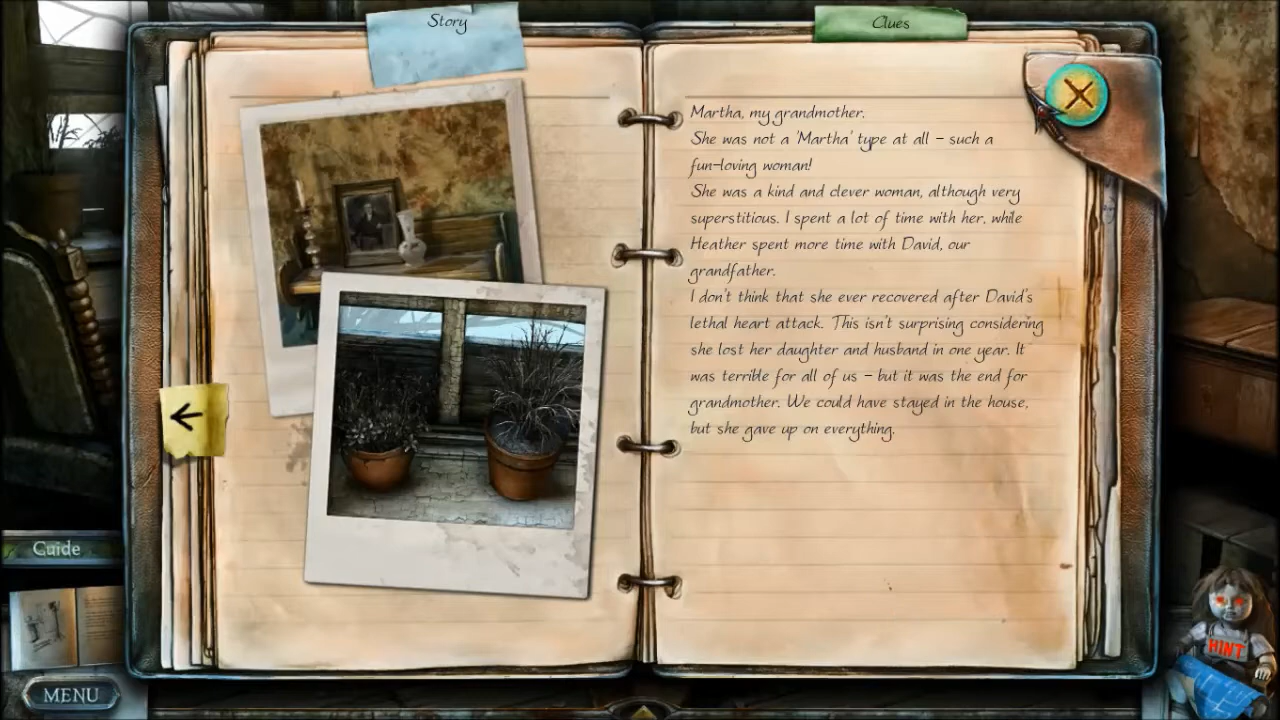 Story
Clues
Martha, my grandmother.
She was not a 'Martha' type at all – such a
fun-loving woman!
She was a kind and clever woman, although very
superstitious. I spent a lot of time with her, while
Heather spent more time with David, our
grandfather.
I don't think that she ever recovered after David's
lethal heart attack. This isn't surprising considering
she lost her daughter and husband in one year. It
was terrible for all of us – but it was the end for
grandmother. We could have stayed in the house,
but she gave up on everything.
Guide
HINT
MENU